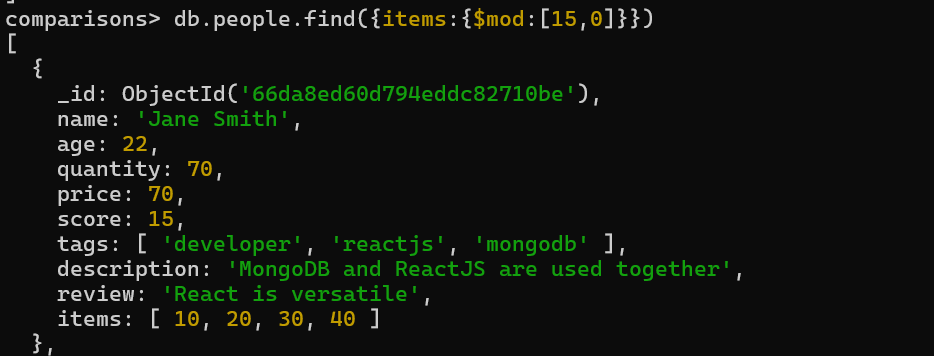 comparisons> db.people.find({items:{$mod:[15,0]}})
[
  {
    _id: ObjectId('66da8ed60d794eddc82710be'),
    name: 'Jane Smith',
    age: 22,
    quantity: 70,
    price: 70,
    score: 15,
    tags: [ 'developer', 'reactjs', 'mongodb' ],
    description: 'MongoDB and ReactJS are used together',
    review: 'React is versatile',
    items: [ 10, 20, 30, 40 ]
  },